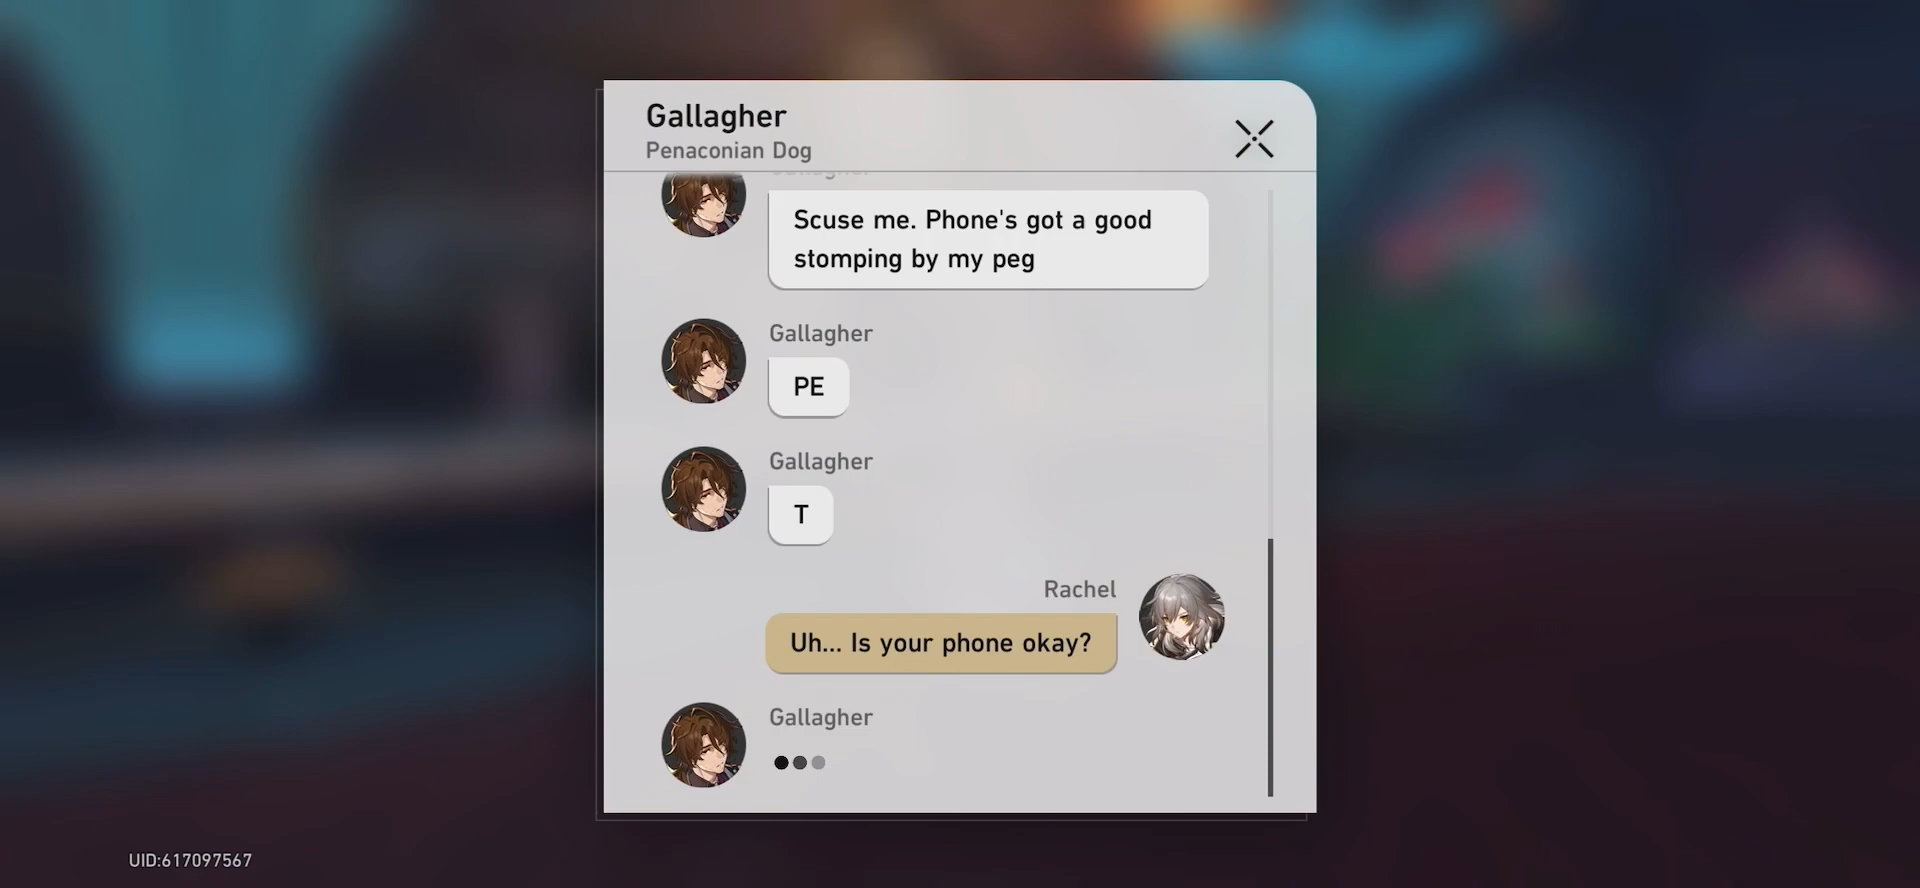 Gallagher
Penaconian Dog
Gallagher
Scuse me. Phone's got a good
stomping by my peg
Gallagher
PE
Gallagher
T
Rachel
Uh... Is your phone okay?
Gallagher
UID:617097567